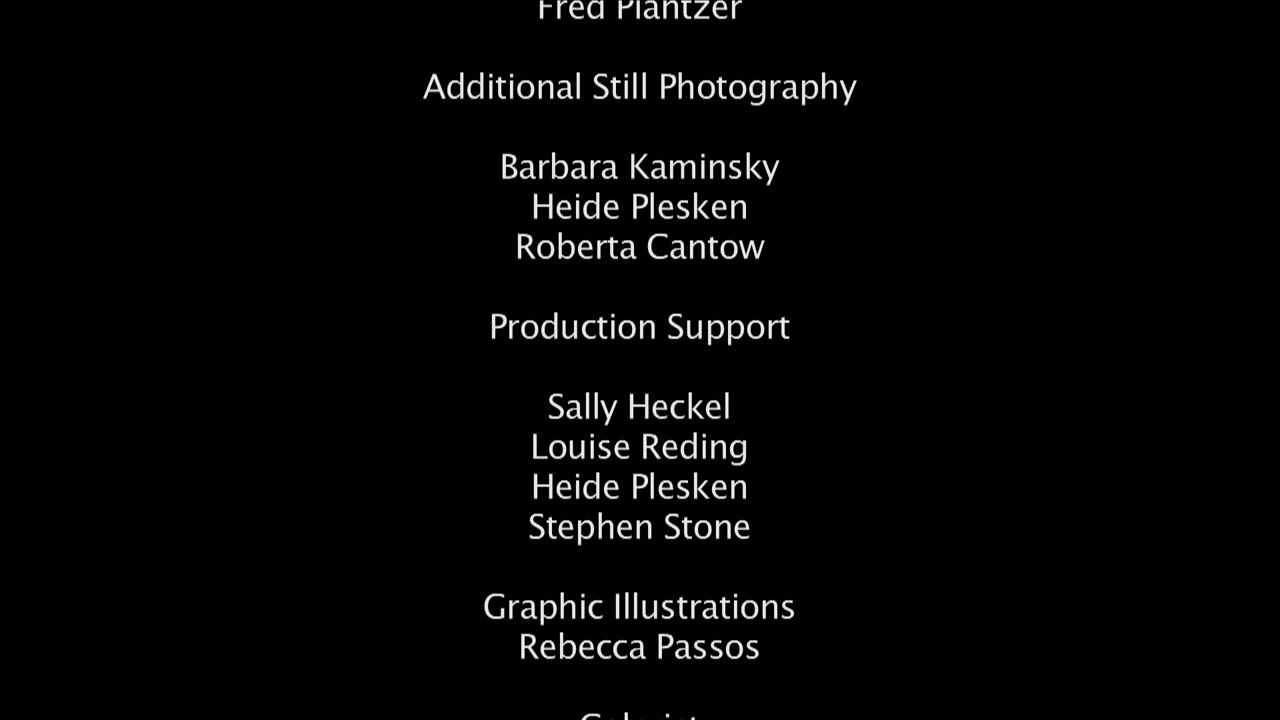 Fred Plantzer
Additional Still Photography
Barbara Kaminsky
Heide Plesken
Roberta Cantow
Production Support
Sally Heckel
Louise Reding
Heide Plesken
Stephen Stone
Graphic Illustrations
Rebecca Passos
Colorist